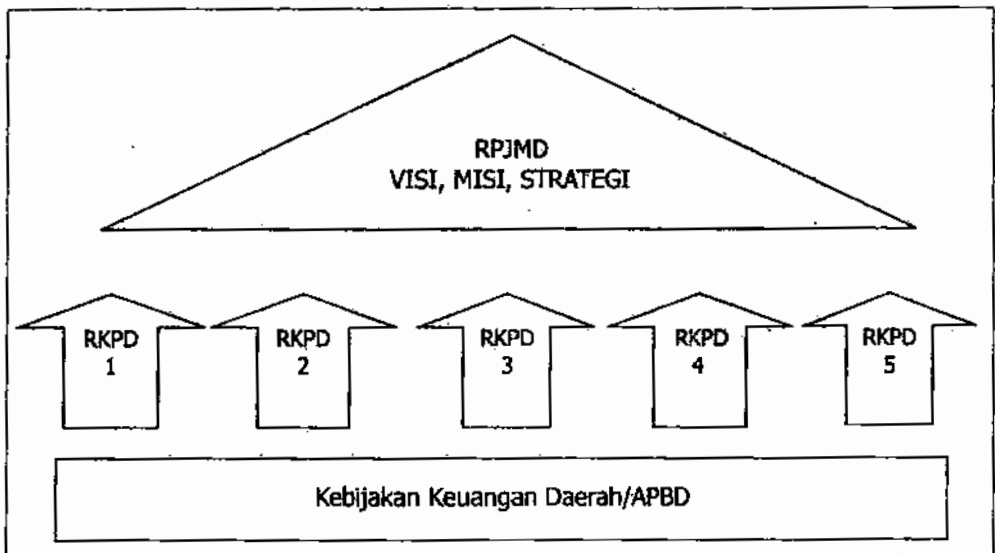 RPJMD
VISI, MISI, STRATEGI
RKPD
1
RKPD
2
RKPD
3
RKPD
4
RKPD
5
Kebijakan Keuangan Daerah/APBD